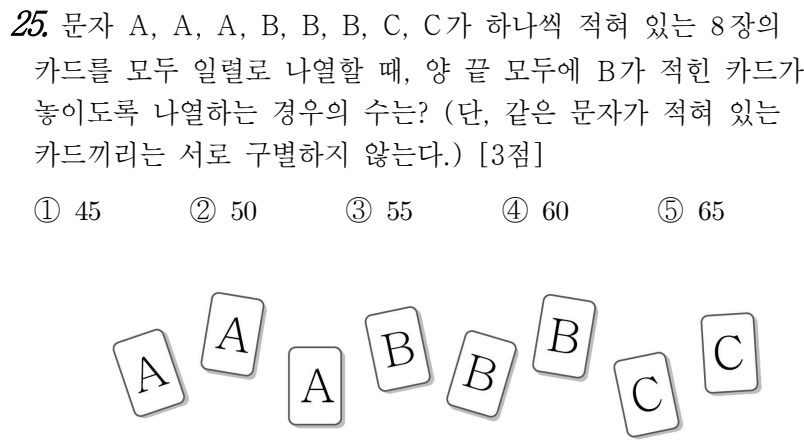 25. 문자 A, A, A, B, B, B, C, C가 하나씩 적혀 있는 8장의
카드를 모두 일렬로 나열할 때, 양 끝 모두에 B가 적힌 카드가
놓이도록 나열하는 경우의 수는? (단, 같은 문자가 적혀 있는
카드끼리는 서로 구별하지 않는다.) [3점]
① 45 ② 50 ③ 55 ④ 60 ⑤ 65
A A A B B B C C